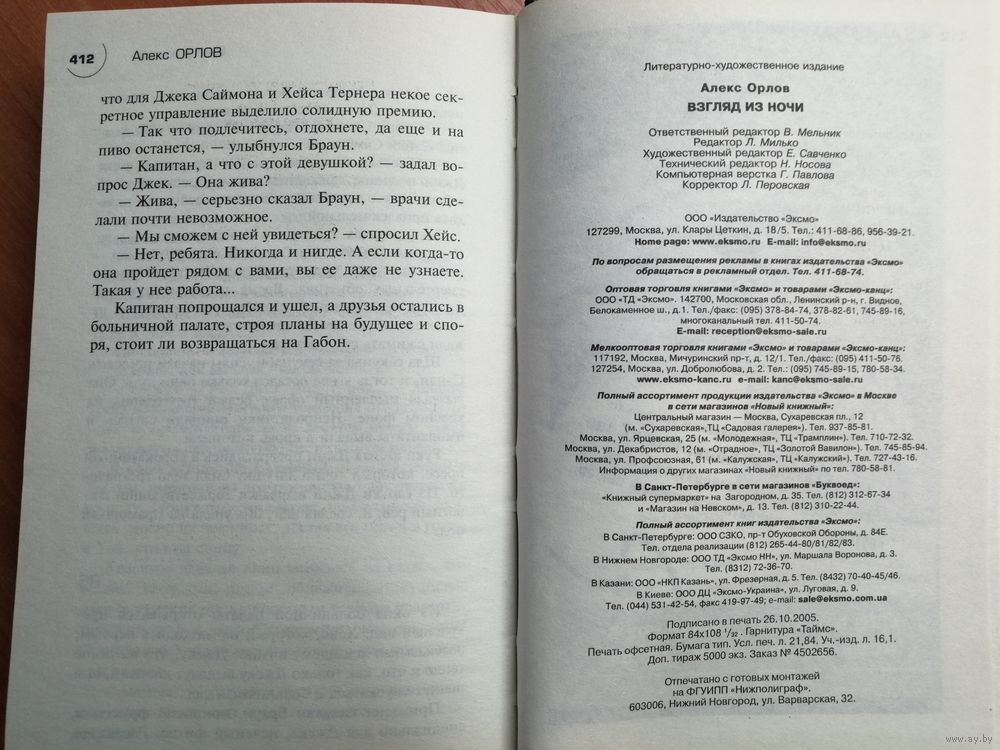 412 Алекс ОРЛОВ
что для Джека Саймона и Хейса Тернера некое сек-
ретное управление выделило солидную премию.
— Так что подлечитесь, отдохнете, да еще и на
пиво останется, — улыбнулся Браун.
— Капитан, а что с этой девушкой? — задал во-
прос Джек. — Она жива?
— Жива, — серьезно сказал Браун, — врачи сде-
лали почти невозможное.
— Мы сможем с ней увидеться? — спросил Хейс.
— Нет, ребята. Никогда и нигде. А если когда-то
она пройдет рядом с вами, вы ее даже не узнаете.
Такая у нее работа...
Капитан попрощался и ушел, а друзья остались в
больничной палате, строя планы на будущее и спо-
ря, стоит ли возвращаться на Габон.
Литературно-художественное издание
Алекс Орлов
ВЗГЛЯД ИЗ НОЧИ
Ответственный редактор В. Мельник
Редактор Л. Милько
Художественный редактор Е. Савченко
Технический редактор Н. Носова
Компьютерная верстка Г. Павлова
Корректор Л. Перовская
ООО «Издательство «Эксмо»
127299, Москва, ул. Клары Цеткин, д. 18/5. Тел.: 411-68-86, 956-39-21.
Home page: www.eksmo.ru E-mail: info@eksmo.ru
По вопросам размещения рекламы в книгах издательства «Эксмо»
обращаться в рекламный отдел. Тел. 411-68-74.
Оптовая торговля книгами «Эксмо» и товарами «Эксмо-канц»:
ООО «ТД «Эксмо». 142700, Московская обл., Ленинский р-н, г. Видное,
Белокаменное ш., д.1. Тел./факс: (095) 378-84-74, 378-82-61, 745-89-16,
многоканальный тел. 411-50-74.
E-mail: reception@eksmo-sale.ru
Мелкооптовая торговля книгами «Эксмо» и товарами «Эксмо-канц»:
117192, Москва, Мичуринский пр-т, д. 12/1. Тел./факс: (095) 411-50-76.
127254, Москва, ул. Добролюбова, д. 2. Тел.: (095) 745-89-15, 780-58-34.
www.eksmo-kanc.ru e-mail: kanc@eksmo-sale.ru
Полный ассортимент продукции издательства «Эксмо» в Москве
в сети магазинов «Новый книжный»:
Центральный магазин — Москва, Сухаревская пл., 12
(м. «Сухаревская»,ТЦ «Садовая галерея»). Тел. 937-85-81.
Москва, ул. Ярцевская, 25 (м. «Молодежная», ТЦ «Трамплин»). Тел. 710-72-32.
Москва, ул. Декабристов, 12 (м. «Отрадное», ТЦ «Золотой Вавилон»). Тел. 745-85-94.
Москва, ул. Профсоюзная, 61 (м. «Калужская», ТЦ «Калужский»). Тел. 727-43-16.
Информация о других магазинах «Новый книжный» по тел. 780-58-81.
В Санкт-Петербурге в сети магазинов «Буквоед»:
«Книжный супермаркет» на Загородном, д. 35. Тел. (812) 312-67-34
и «Магазин на Невском», д. 13. Тел. (812) 310-22-44.
Полный ассортимент книг издательства «Эксмо»:
В Санкт-Петербурге: ООО СЗКО, пр-т Обуховской Обороны, д. 84Е.
Тел. отдела реализации (812) 265-44-80/81/82/83.
В Нижнем Новгороде: ООО ТД «Эксмо НН», ул. Маршала Воронова, д. 3.
Тел. (8312) 72-36-70.
В Казани: ООО «НКП Казань», ул. Фрезерная, д. 5. Тел. (8432) 70-40-45/46.
В Киеве: ООО ДЦ «Эксмо-Украина», ул. Луговая, д. 9.
Тел. (044) 531-42-54, факс 419-97-49; e-mail: sale@eksmo.com.ua
Подписано в печать 26.10.2005.
Формат 84x108 1/32. Гарнитура «Таймс».
Печать офсетная. Бумага тип. Усл. печ. л. 21,84. Уч.-изд. л. 16,1.
Доп. тираж 5000 экз. Заказ № 4502656.
Отпечатано с готовых монтажей
на ФГУИПП «Нижполиграф».
603006, Нижний Новгород, ул. Варварская, 32.
www.ay.by